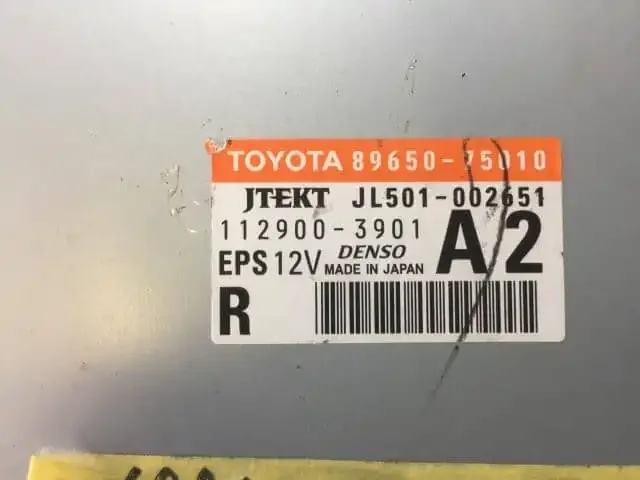 TOYOTA 89650-75010
JTEKT JL501-002651
112900-3901
A2
EPS 12V DENSO
MADE IN JAPAN
R